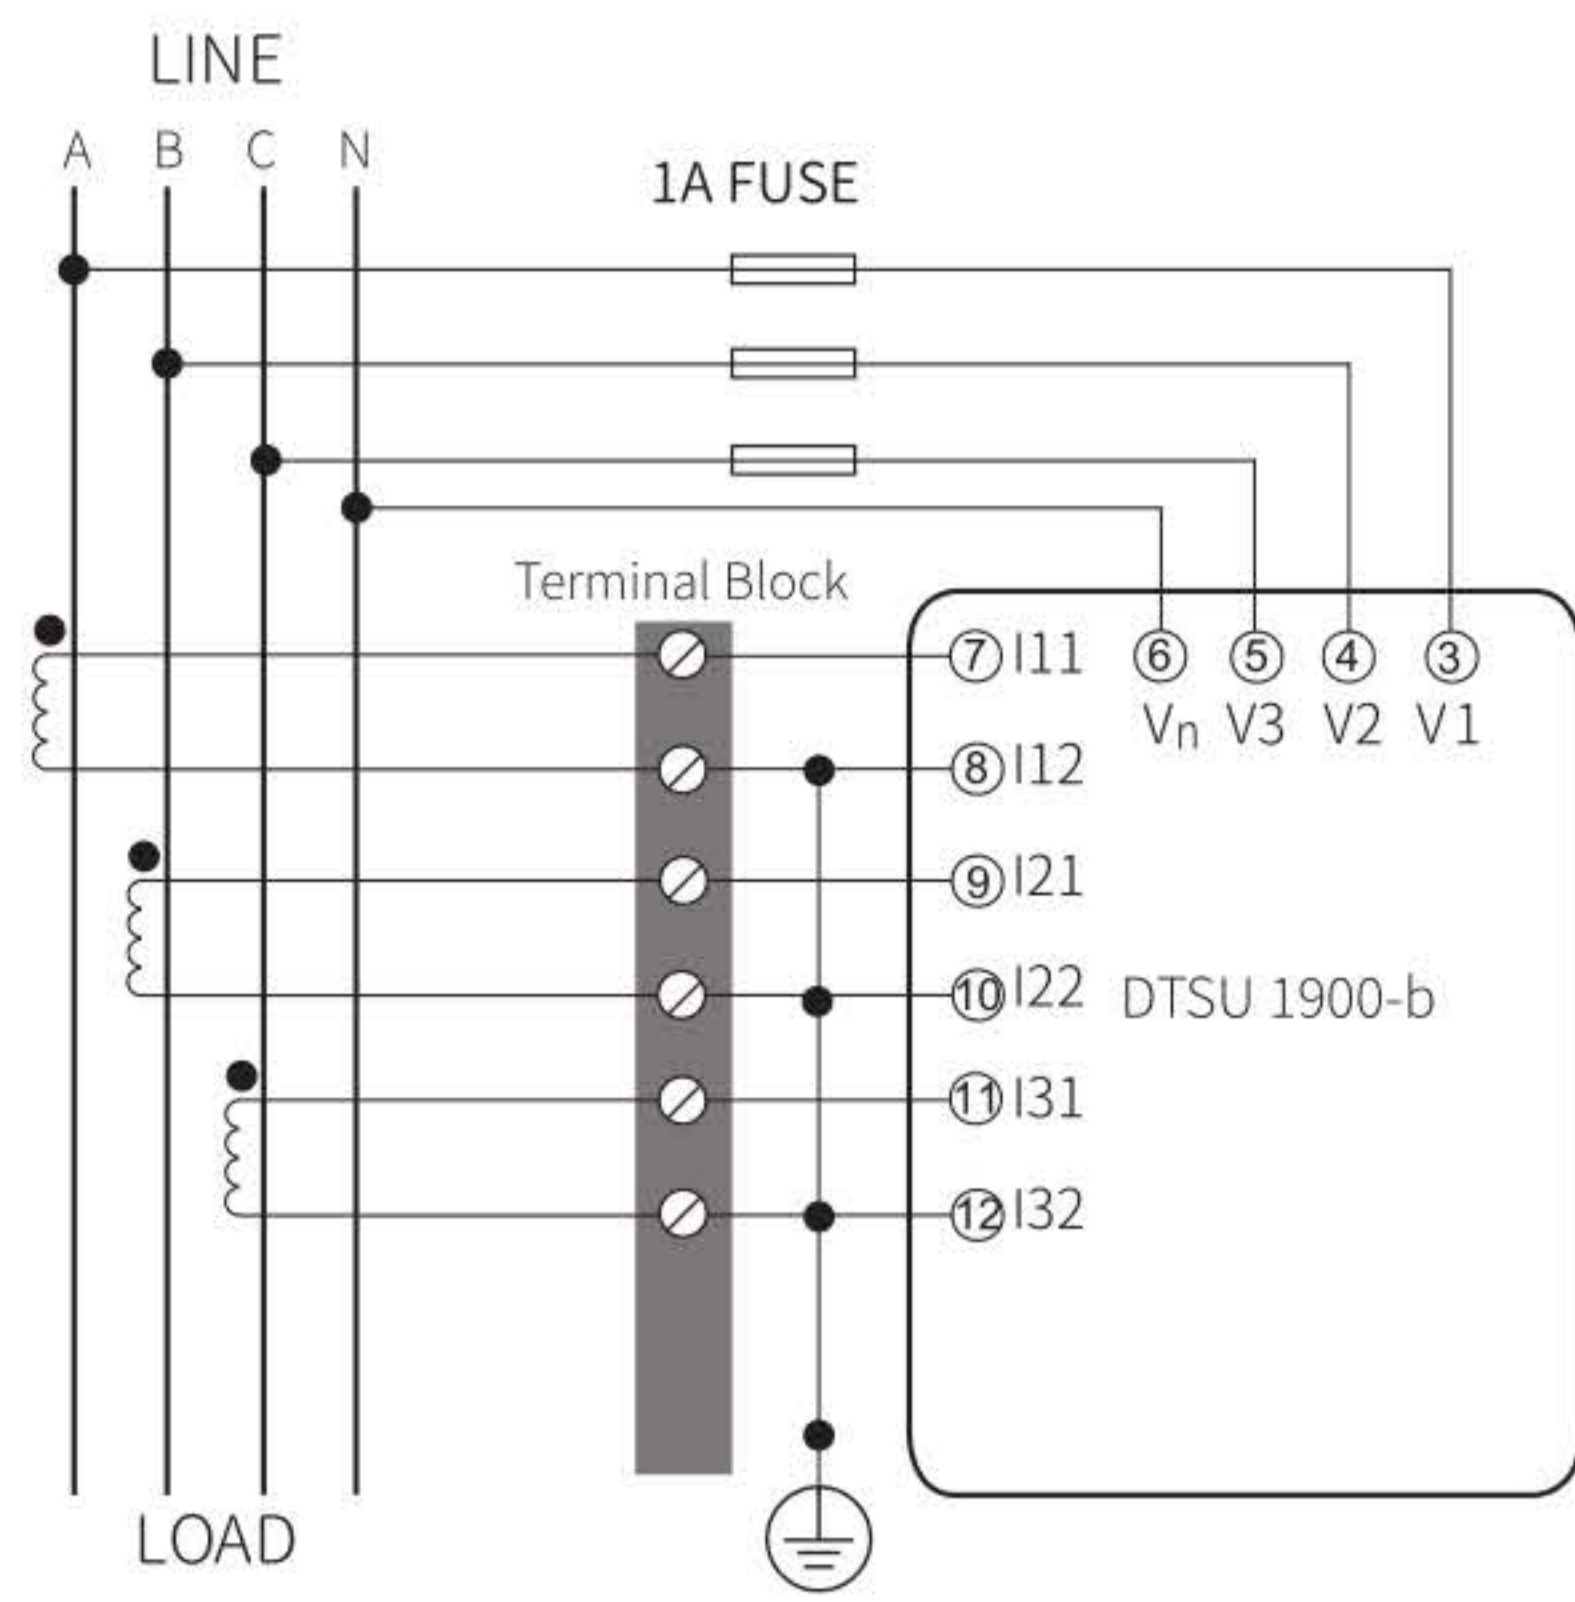 LINE
A B C N
1A FUSE
Terminal Block
7 I11 6 5 4 3
Vn V3 V2 V1
8 I12
9 I21
10 I22 DTSU 1900-b
11 I31
12 I32
LOAD